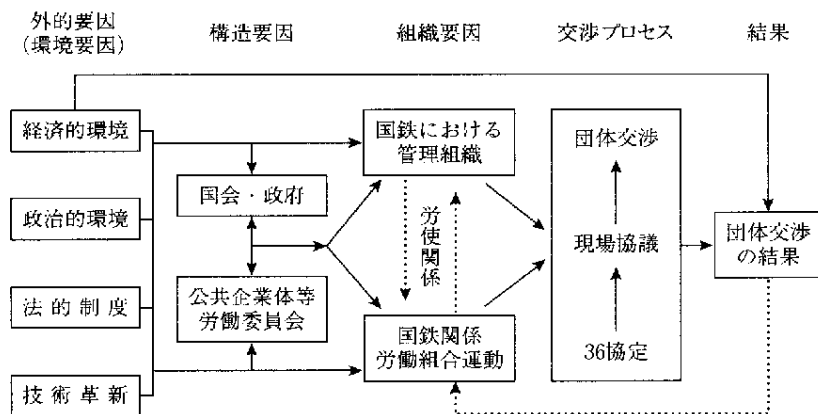 外的要因
(環境要因)
構造要因
組織要因
交渉プロセス
結果
経済的環境
政治的環境
法的制度
技術革新
国会・政府
公共企業体等
労働委員会
国鉄における
管理組織
労使関係
国鉄関係
労働組合運動
団体交渉
現場協議
36協定
団体交渉
の結果